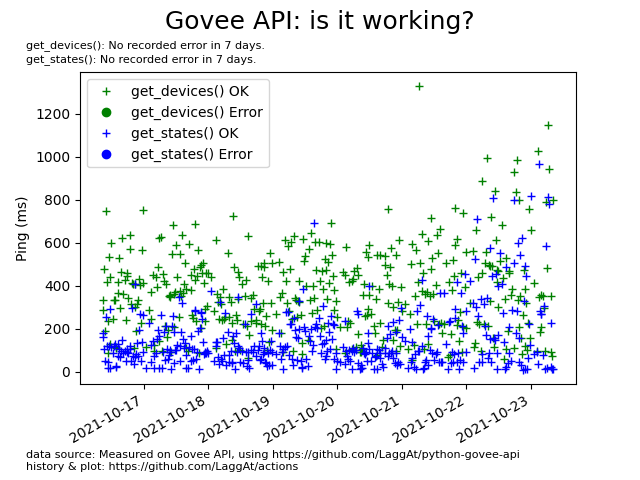 Govee API: is it working?
get_devices(): No recorded error in 7 days.
get_states(): No recorded error in 7 days.
get_devices() OK
get_devices() Error
get_states() OK
get_states() Error
Ping (ms)
1200
1000
800
600
400
200
0
2021-10-17
2021-10-18
2021-10-19
2021-10-20
2021-10-21
2021-10-22
2021-10-23
data source: Measured on Govee API, using https://github.com/LaggAt/python-govee-api
history & plot: https://github.com/LaggAt/actions